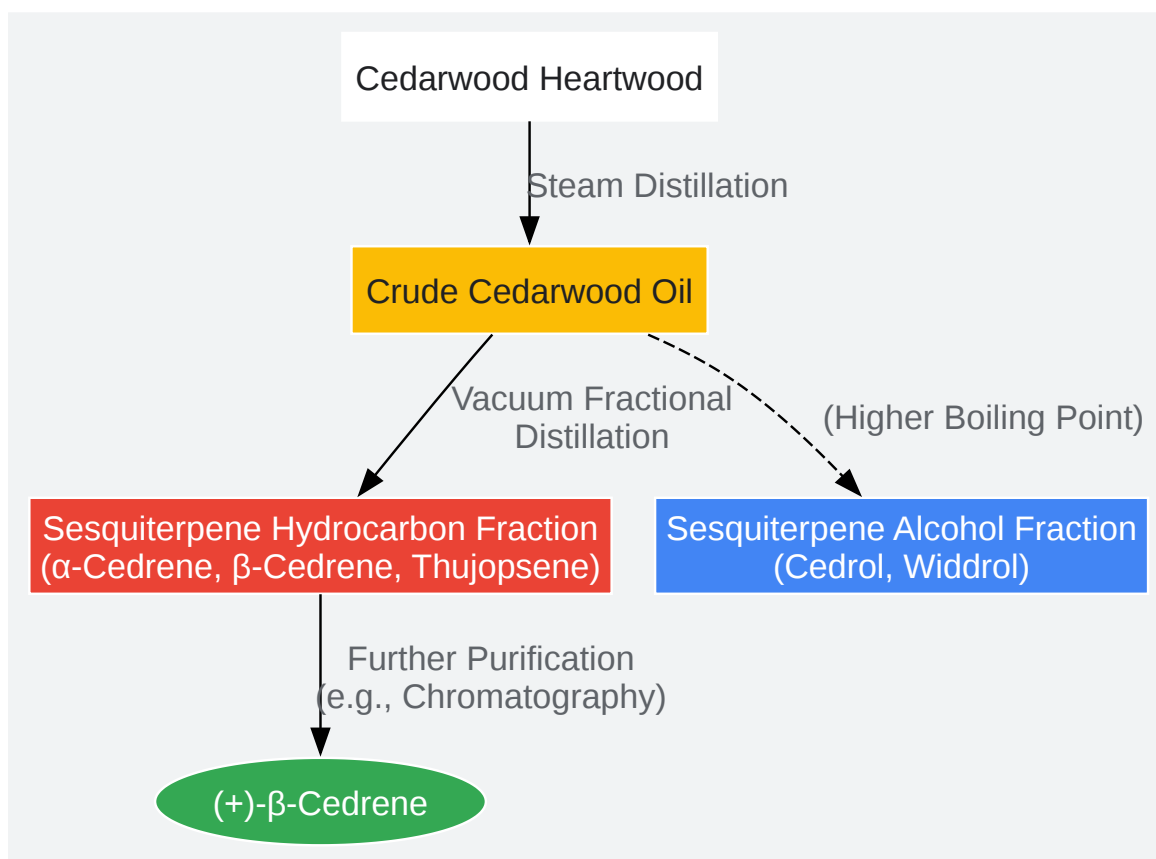 Cedarwood Heartwood
Steam Distillation
Crude Cedarwood Oil
Vacuum Fractional
Distillation
(Higher Boiling Point)
Sesquiterpene Hydrocarbon Fraction
(α-Cedrene, β-Cedrene, Thujopsene)
Sesquiterpene Alcohol Fraction
(Cedrol, Widdrol)
Further Purification
(e.g., Chromatography)
(+)-β-Cedrene